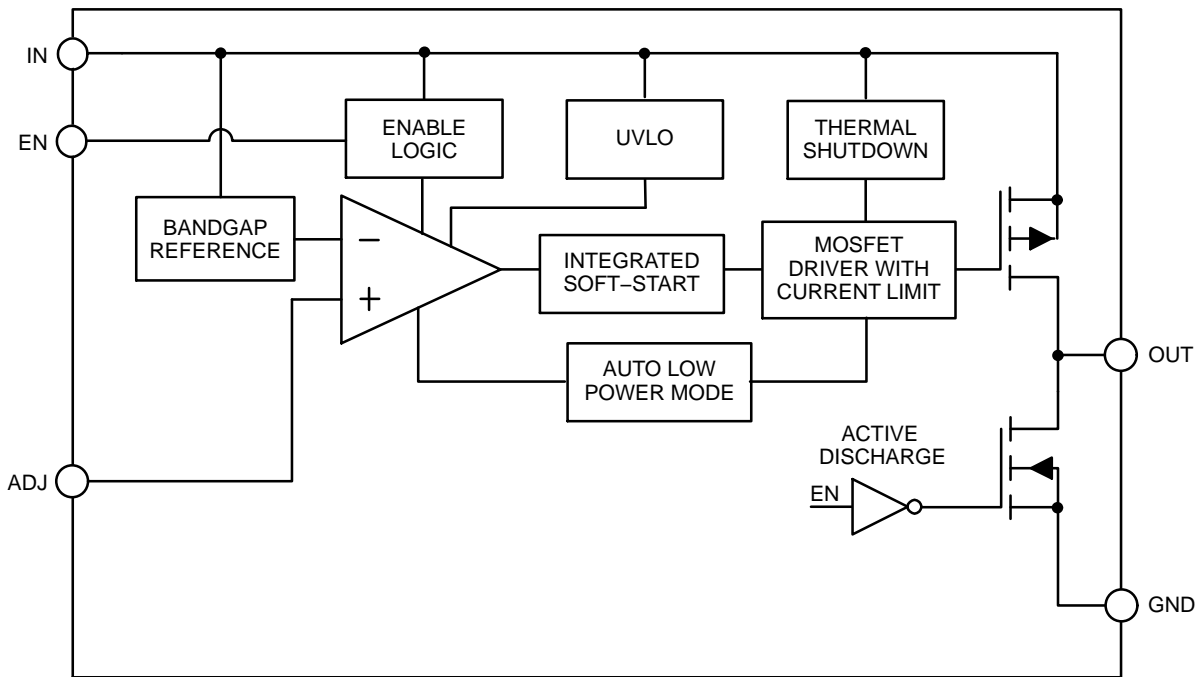 IN
EN
ENABLE
LOGIC
UVLO
THERMAL
SHUTDOWN
BANDGAP
REFERENCE
−
+
INTEGRATED
SOFT−START
MOSFET
DRIVER WITH
CURRENT LIMIT
AUTO LOW
POWER MODE
OUT
ACTIVE
DISCHARGE
EN
ADJ
GND